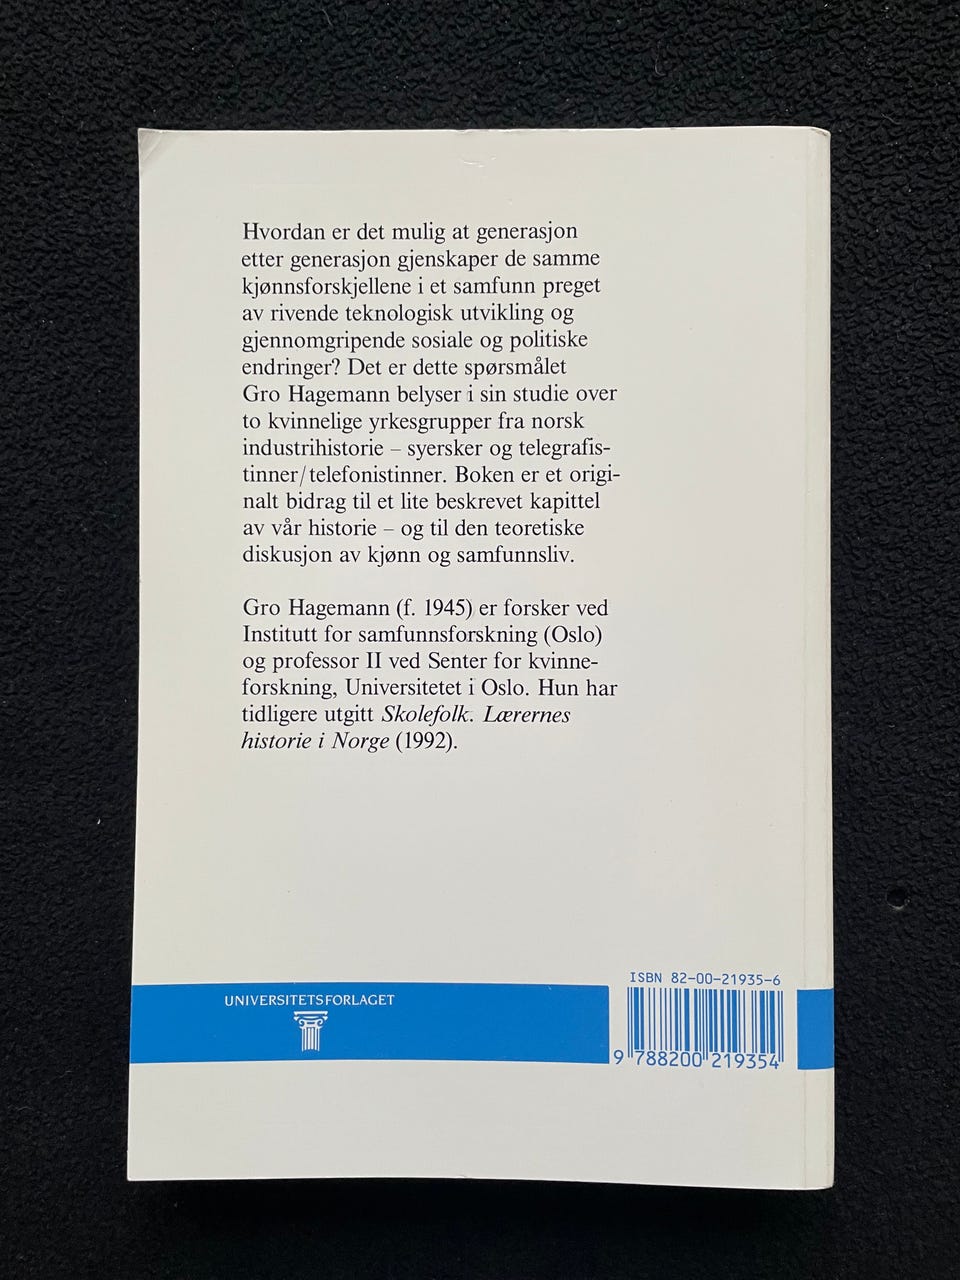 Hvordan er det mulig at generasjon
etter generasjon gjenskaper de samme
kjønnsforskjellene i et samfunn preget
av rivende teknologisk utvikling og
gjennomgripende sosiale og politiske
endringer? Det er dette spørsmålet
Gro Hagemann belyser i sin studie over
to kvinnelige yrkesgrupper fra norsk
industrihistorie – syersker og telegrafis-
tinner/telefonistinner. Boken er et origi-
nalt bidrag til et lite beskrevet kapittel
av vår historie – og til den teoretiske
diskusjon av kjønn og samfunnsliv.
Gro Hagemann (f. 1945) er forsker ved
Institutt for samfunnsforskning (Oslo)
og professor II ved Senter for kvinne-
forskning, Universitetet i Oslo. Hun har
tidligere utgitt Skolefolk. Lærernes
historie i Norge (1992).
UNIVERSITETSFORLAGET
ISBN 82-00-21935-6
9 788200 219354